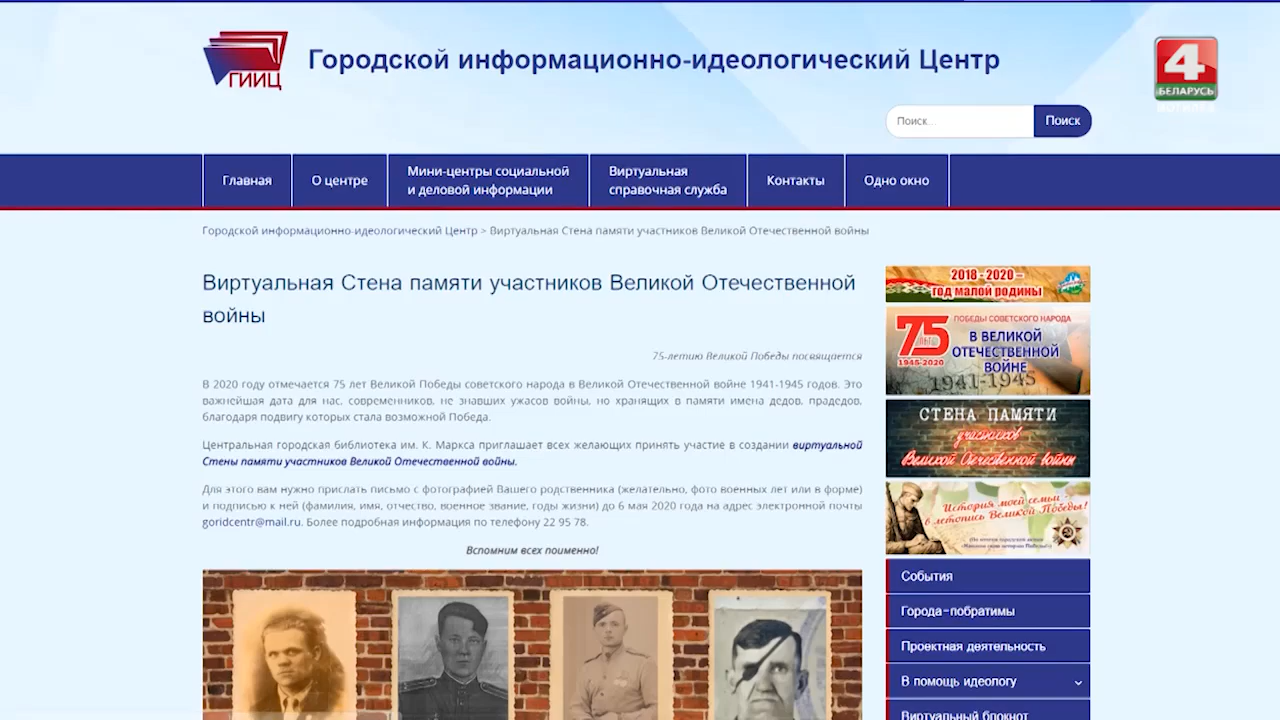 ГИИЦ
Городской информационно-идеологический Центр
4
БЕЛАРУСЬ
Поиск...
Поиск
Главная
О центре
Мини-центры социальной
и деловой информации
Виртуальная
справочная служба
Контакты
Одно окно
Городской информационно-идеологический Центр > Виртуальная Стена памяти участников Великой Отечественной войны
Виртуальная Стена памяти участников Великой Отечественной
войны
75-летию Великой Победы посвящается
В 2020 году отмечается 75 лет Великой Победы советского народа в Великой Отечественной войне 1941-1945 годов. Это
важнейшая дата для нас, современников, не знавших ужасов войны, но хранящих в памяти имена дедов, прадедов,
благодаря подвигу которых стала возможной Победа.
Центральная городская библиотека им. К. Маркса приглашает всех желающих принять участие в создании виртуальной
Стены памяти участников Великой Отечественной войны.
Для этого вам нужно прислать письмо с фотографией Вашего родственника (желательно, фото военных лет или в форме)
и подписью к ней (фамилия, имя, отчество, военное звание, годы жизни) до 6 мая 2020 года на адрес электронной почты
goridcentr@mail.ru. Более подробная информация по телефону 22 95 78.
Вспомним всех поименно!
2018 - 2020 –
год малой родины
75 ЛЕТ
1945-2020
ПОБЕДЫ СОВЕТСКОГО НАРОДА
В ВЕЛИКОЙ
ОТЕЧЕСТВЕННОЙ
ВОЙНЕ
1941-1945
СТЕНА ПАМЯТИ
участников
Великой Отечественной войны
История моей семьи -
в летопись Великой Победы!
События
Города-побратимы
Проектная деятельность
В помощь идеологу
Виртуальный блокнот